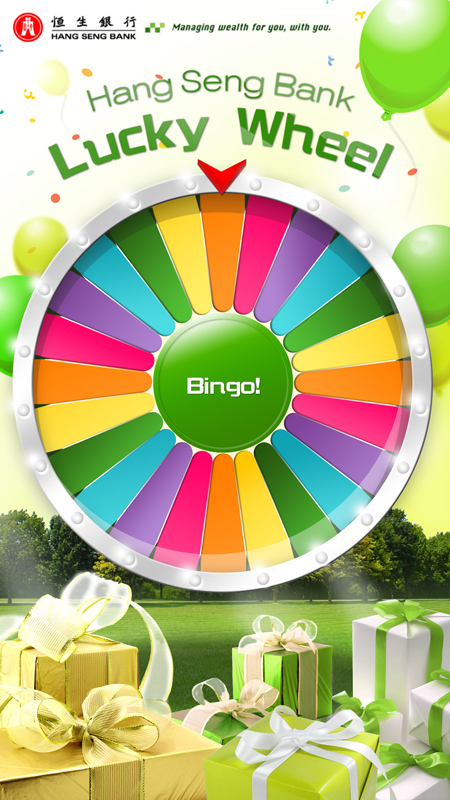 恒生銀行
HANG SENG BANK
Managing wealth for you, with you.
Hang Seng Bank
Lucky Wheel
Bingo!